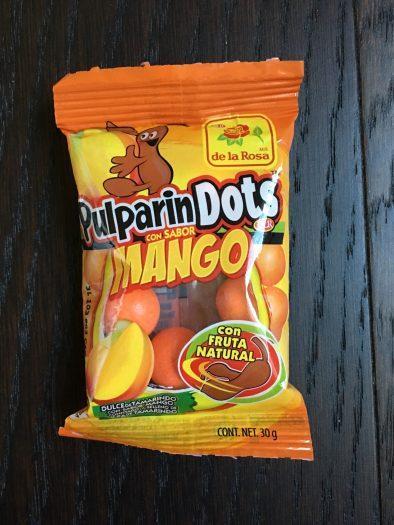 de la Rosa
PulparinDots
CON SABOR
MANGO
CON
FRUTA
NATURAL
DULCE DE TAMARINDO
CONT. NET. 30 g